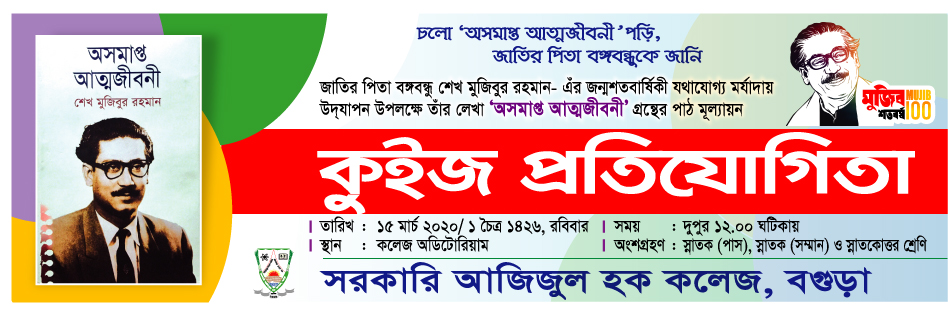 অসমাপ্ত
আত্মজীবনী
শেখ মুজিবুর রহমান
চলো ‘অসমাপ্ত আত্মজীবনী’ পড়ি,
জাতির পিতা বঙ্গবন্ধুকে জানি
জাতির পিতা বঙ্গবন্ধু শেখ মুজিবুর রহমান- এঁর জন্মশতবার্ষিকী যথাযোগ্য মর্যাদায়
উদ্‌যাপন উপলক্ষে তাঁর লেখা ‘অসমাপ্ত আত্মজীবনী’ গ্রন্থের পাঠ মূল্যায়ন
মুজিব MUJIB
শতবর্ষ 100
কুইজ প্রতিযোগিতা
তারিখ : ১৫ মার্চ ২০২০/ ১ চৈত্র ১৪২৬, রবিবার
সময় : দুপুর ১২.০০ ঘটিকায়
স্থান : কলেজ অডিটোরিয়াম
অংশগ্রহণ : স্নাতক (পাস), স্নাতক (সম্মান) ও স্নাতকোত্তর শ্রেণি
সরকারি আজিজুল হক কলেজ, বগুড়া